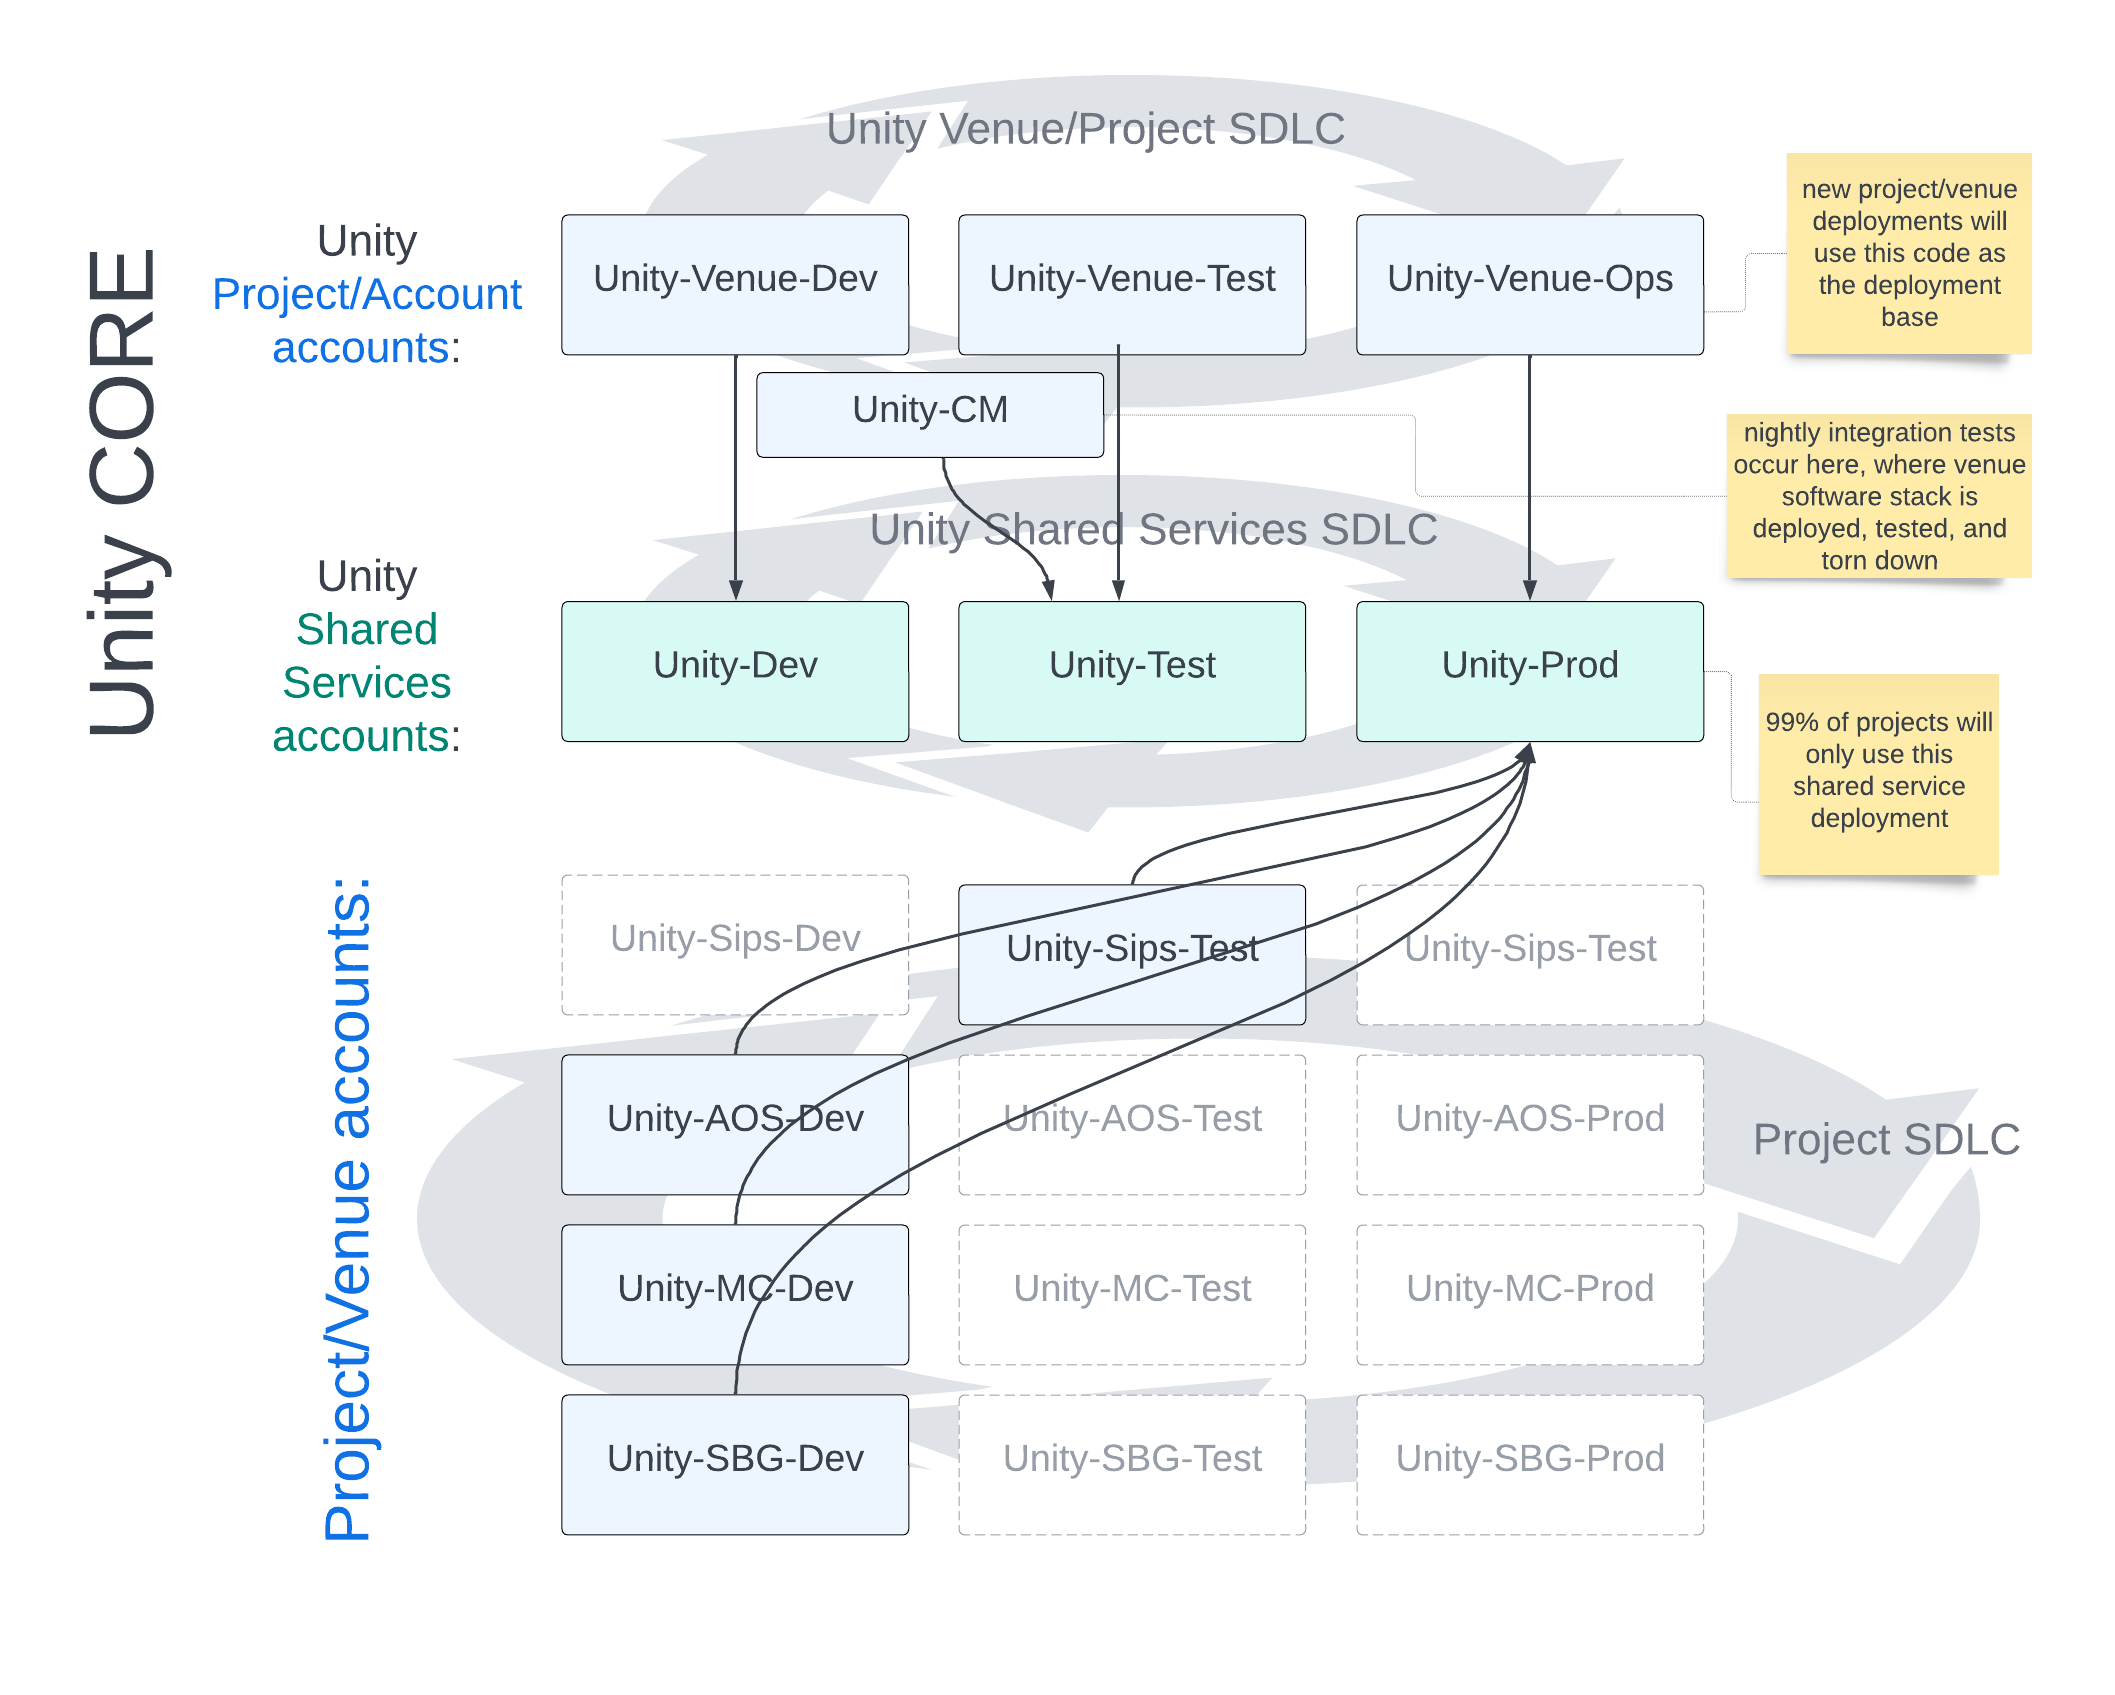 Unity CORE
Unity Venue/Project SDLC
Unity
Project/Account
accounts:
Unity-Venue-Dev
Unity-Venue-Test
Unity-Venue-Ops
new project/venue
deployments will
use this code as
the deployment
base
Unity-CM
nightly integration tests
occur here, where venue
software stack is
deployed, tested, and
torn down
Unity Shared Services SDLC
Unity
Shared
Services
accounts:
Unity-Dev
Unity-Test
Unity-Prod
99% of projects will
only use this
shared service
deployment
Project/Venue accounts:
Unity-Sips-Dev
Unity-Sips-Test
Unity-Sips-Test
Unity-AOS-Dev
Unity-AOS-Test
Unity-AOS-Prod
Project SDLC
Unity-MC-Dev
Unity-MC-Test
Unity-MC-Prod
Unity-SBG-Dev
Unity-SBG-Test
Unity-SBG-Prod